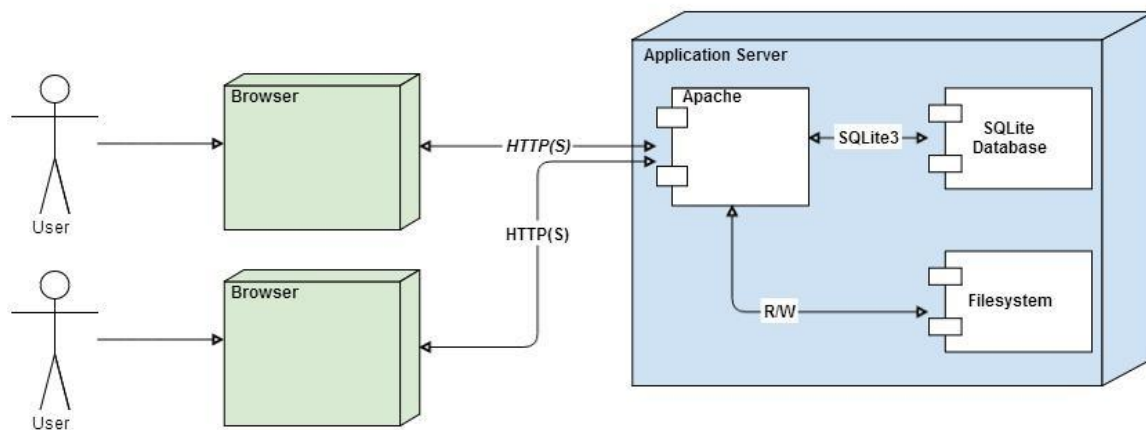 Application Server
Browser
Apache
SQLite
Database
HTTP(S)
SQLite3
User
HTTP(S)
Browser
R/W
Filesystem
User